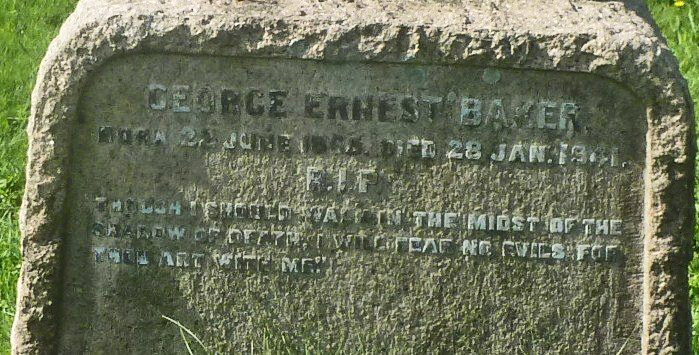 GEORGE ERNEST BAKER.
BORN JUNE DIED 28 JAN. 1941.
R.I.P
THOUGH I SHOULD WALK IN THE MIDST OF THE
SHADOW OF DEATH, I WILL FEAR NO EVILS, FOR
THOU ART WITH ME."